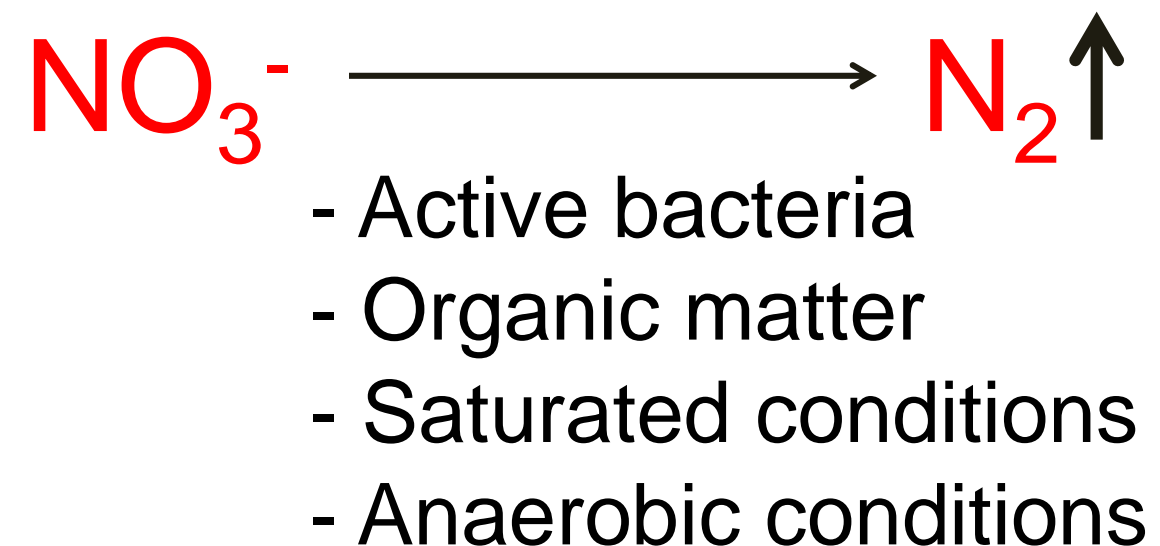 NO₃⁻ → N₂↑
- Active bacteria
- Organic matter
- Saturated conditions
- Anaerobic conditions